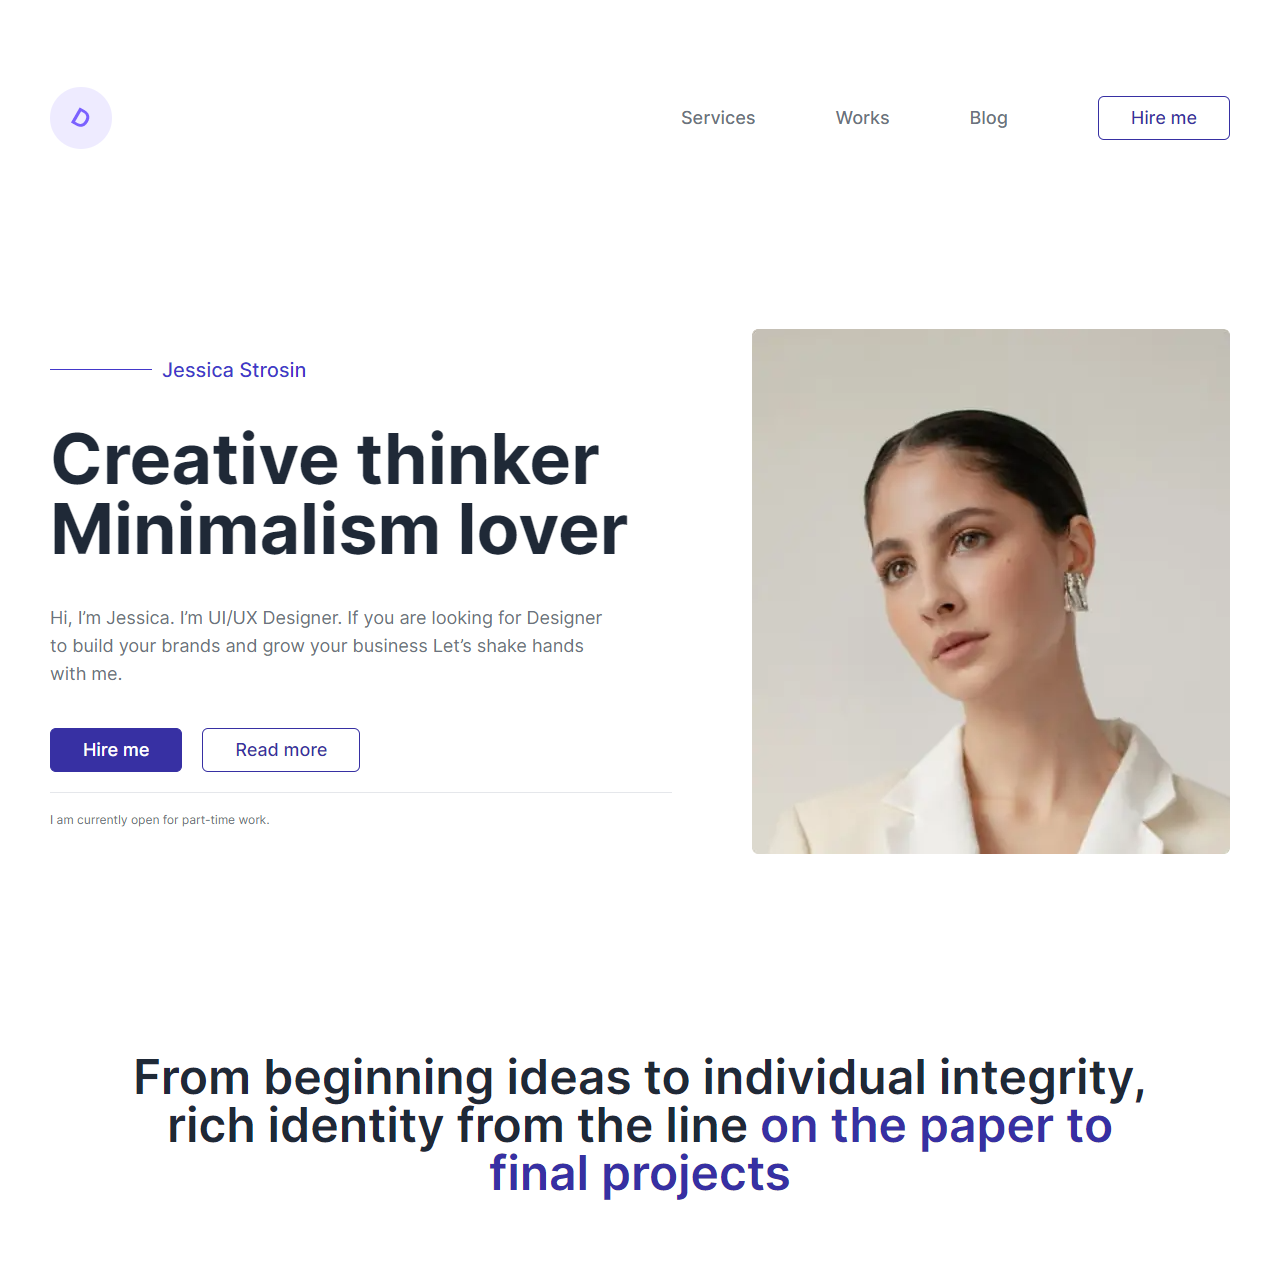 D
Services
Works
Blog
Hire me
Jessica Strosin
Creative thinker
Minimalism lover
Hi, I’m Jessica. I’m UI/UX Designer. If you are looking for Designer
to build your brands and grow your business Let’s shake hands
with me.
Hire me
Read more
I am currently open for part-time work.
From beginning ideas to individual integrity,
rich identity from the line on the paper to
final projects